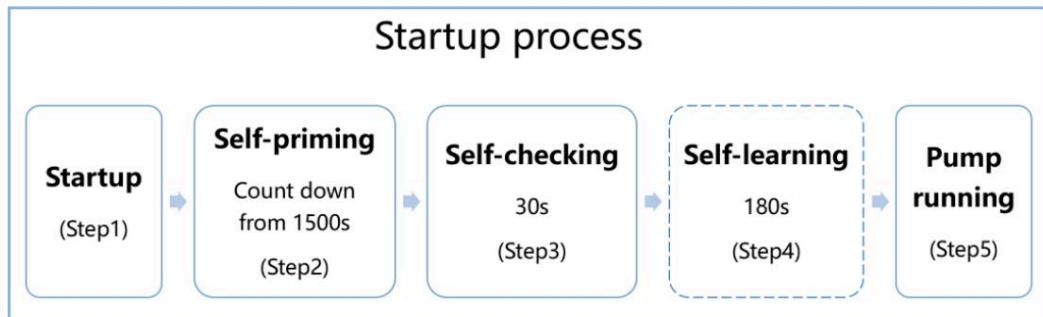 Startup process
Startup
(Step1)
Self-priming
Count down
from 1500s
(Step2)
Self-checking
30s
(Step3)
Self-learning
180s
(Step4)
Pump
running
(Step5)